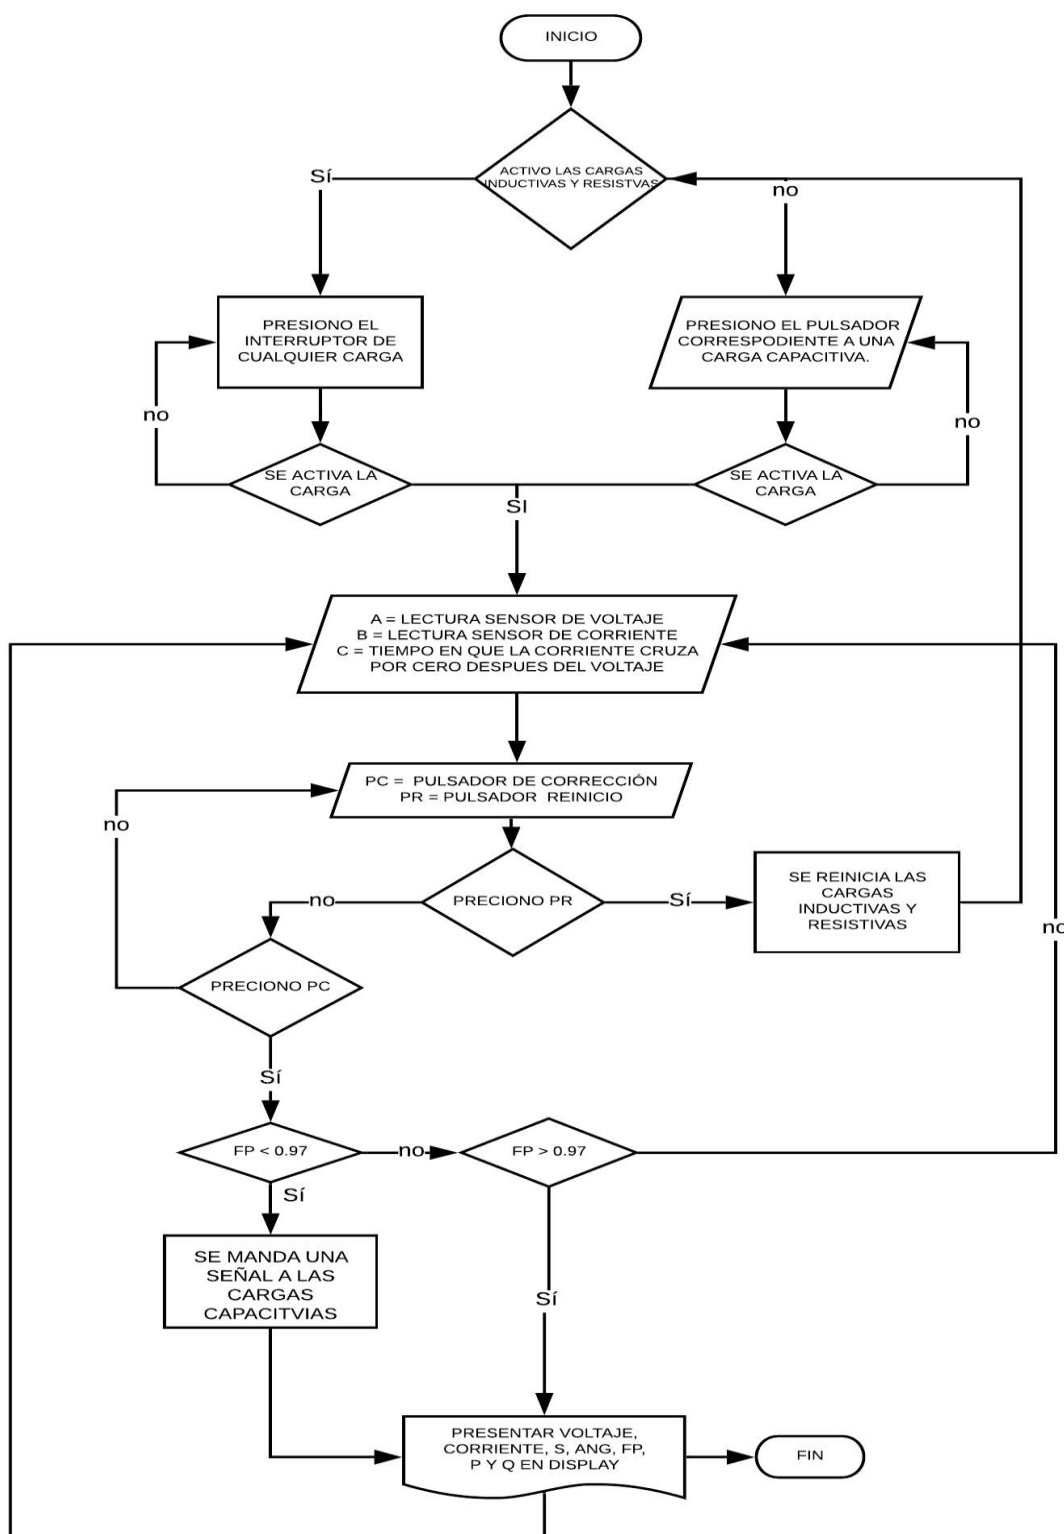 INICIO
ACTIVO LAS CARGAS
INDUCTIVAS Y RESISTVAS
Sí
no
PRESIONO EL
INTERRUPTOR DE
CUALQUIER CARGA
PRESIONO EL PULSADOR
CORRESPODIENTE A UNA
CARGA CAPACITIVA.
no
no
SE ACTIVA LA
CARGA
SE ACTIVA LA
CARGA
SI
A = LECTURA SENSOR DE VOLTAJE
B = LECTURA SENSOR DE CORRIENTE
C = TIEMPO EN QUE LA CORRIENTE CRUZA
POR CERO DESPUES DEL VOLTAJE
PC = PULSADOR DE CORRECCIÓN
PR = PULSADOR REINICIO
no
PRECIONO PR
no
Sí
SE REINICIA LAS
CARGAS
INDUCTIVAS Y
RESISTIVAS
no
PRECIONO PC
Sí
FP < 0.97
no
FP > 0.97
Sí
SE MANDA UNA
SEÑAL A LAS
CARGAS
CAPACITVIAS
Sí
PRESENTAR VOLTAJE,
CORRIENTE, S, ANG, FP,
P Y Q EN DISPLAY
FIN